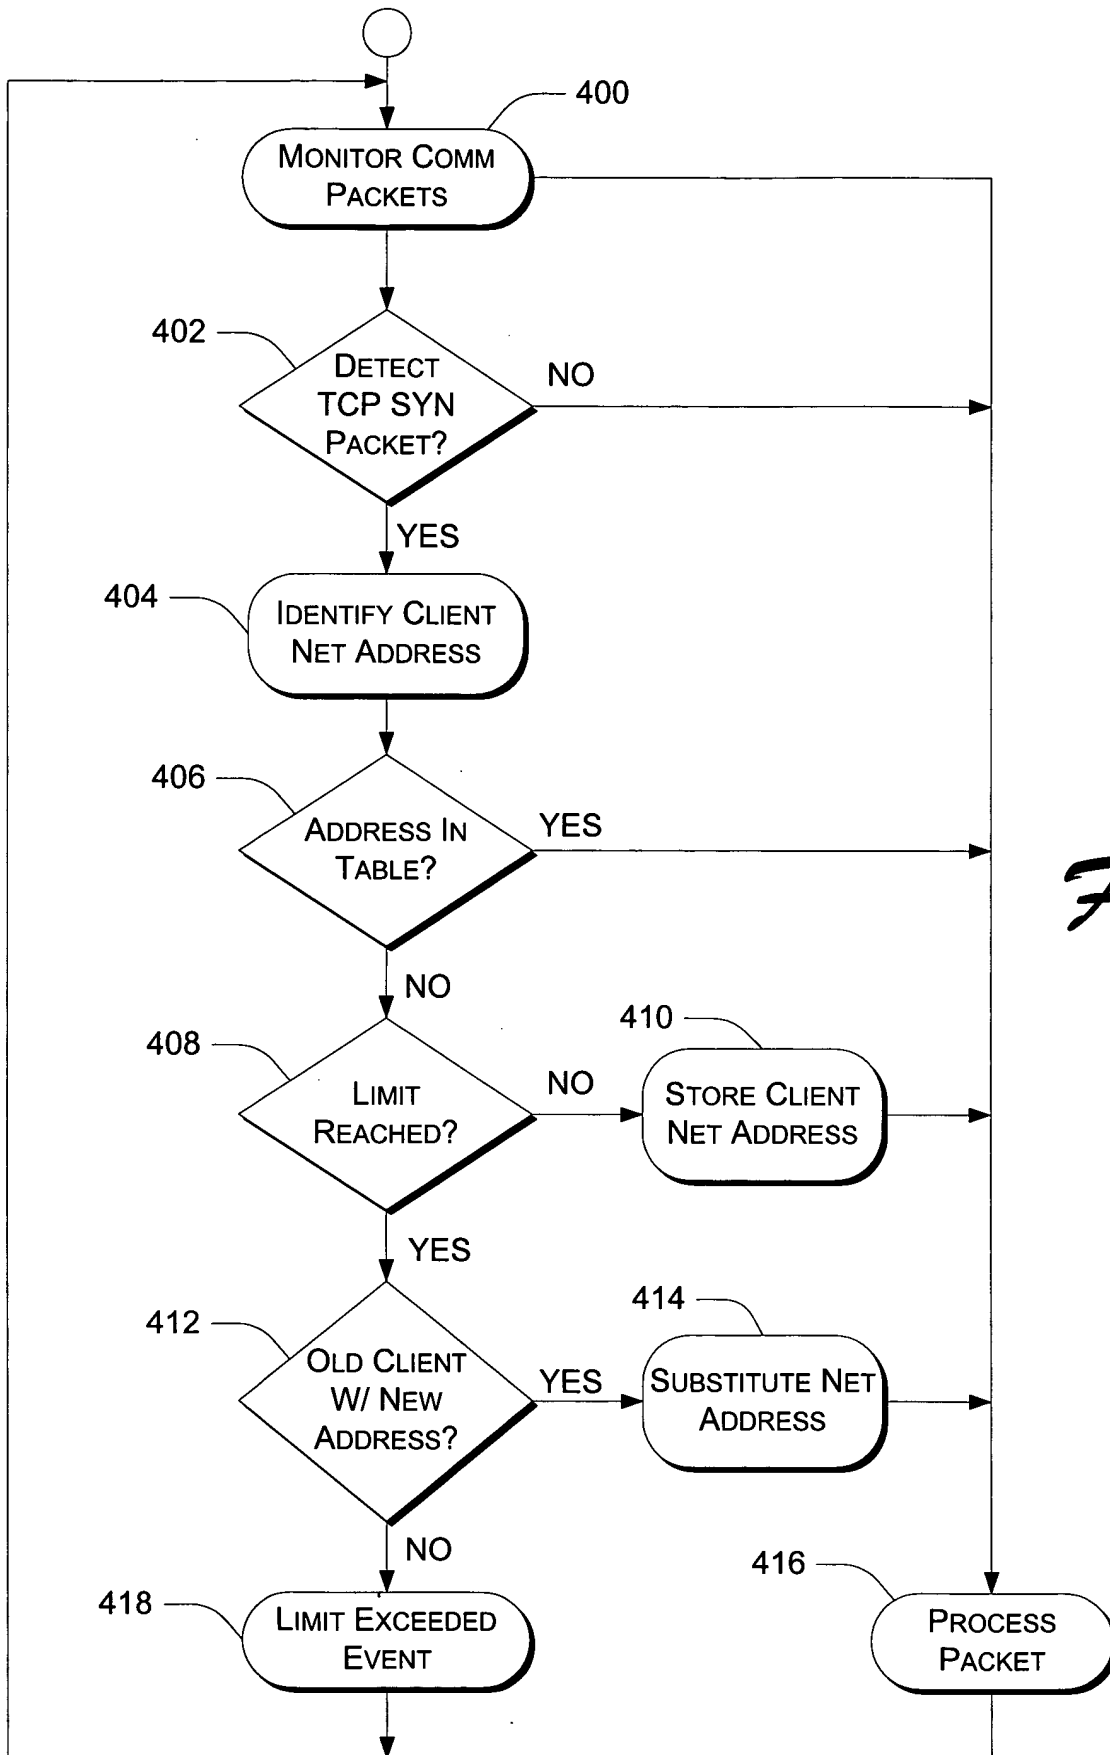 400
MONITOR COMM
PACKETS
402
DETECT
TCP SYN
PACKET?
NO
YES
404
IDENTIFY CLIENT
NET ADDRESS
406
ADDRESS IN
TABLE?
YES
NO
408
LIMIT
REACHED?
NO
410
STORE CLIENT
NET ADDRESS
YES
412
OLD CLIENT
W/ NEW
ADDRESS?
YES
414
SUBSTITUTE NET
ADDRESS
NO
418
LIMIT EXCEEDED
EVENT
416
PROCESS
PACKET